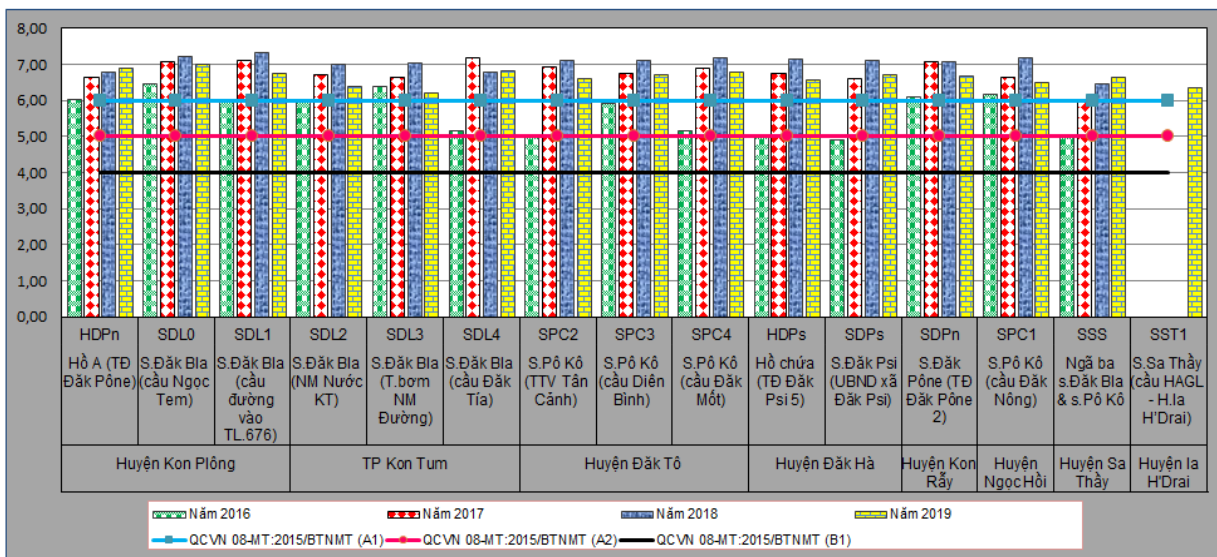 8,00
7,00
6,00
5,00
4,00
3,00
2,00
1,00
0,00
HDPn SDL0 SDL1 SDL2 SDL3 SDL4 SPC2 SPC3 SPC4 HDPs SDPs SDPn SPC1 SSS SST1
Hồ A (TĐ Đăk Pône)
S.Đăk Bla (cầu Ngọc Tem)
S.Đăk Bla (cầu đường vào TL.676)
S.Đăk Bla (NM Nước KT)
S.Đăk Bla (T.bơm NM Đường)
S.Đăk Bla (cầu Đăk Tía)
S.Pô Kô (TTV Tân Cảnh)
S.Pô Kô (cầu Diên Bình)
S.Pô Kô (cầu Đăk Mốt)
Hồ chứa (TĐ Đăk Psi 5)
S.Đăk Psi (UBND xã Đăk Psi)
S.Đăk Pône (TĐ Đăk Pône 2)
S.Pô Kô (cầu Đăk Nông)
Ngã ba s.Đăk Bla & s.Pô Kô
S.Sa Thầy (cầu HAGL - H.Ia H'Drai)
Huyện Kon Plông
TP Kon Tum
Huyện Đăk Tô
Huyện Đăk Hà
Huyện Kon Rẫy
Huyện Ngọc Hồi
Huyện Sa Thầy
Huyện Ia H'Drai
Năm 2016 Năm 2017 Năm 2018 Năm 2019
QCVN 08-MT:2015/BTNMT (A1) QCVN 08-MT:2015/BTNMT (A2) QCVN 08-MT:2015/BTNMT (B1)